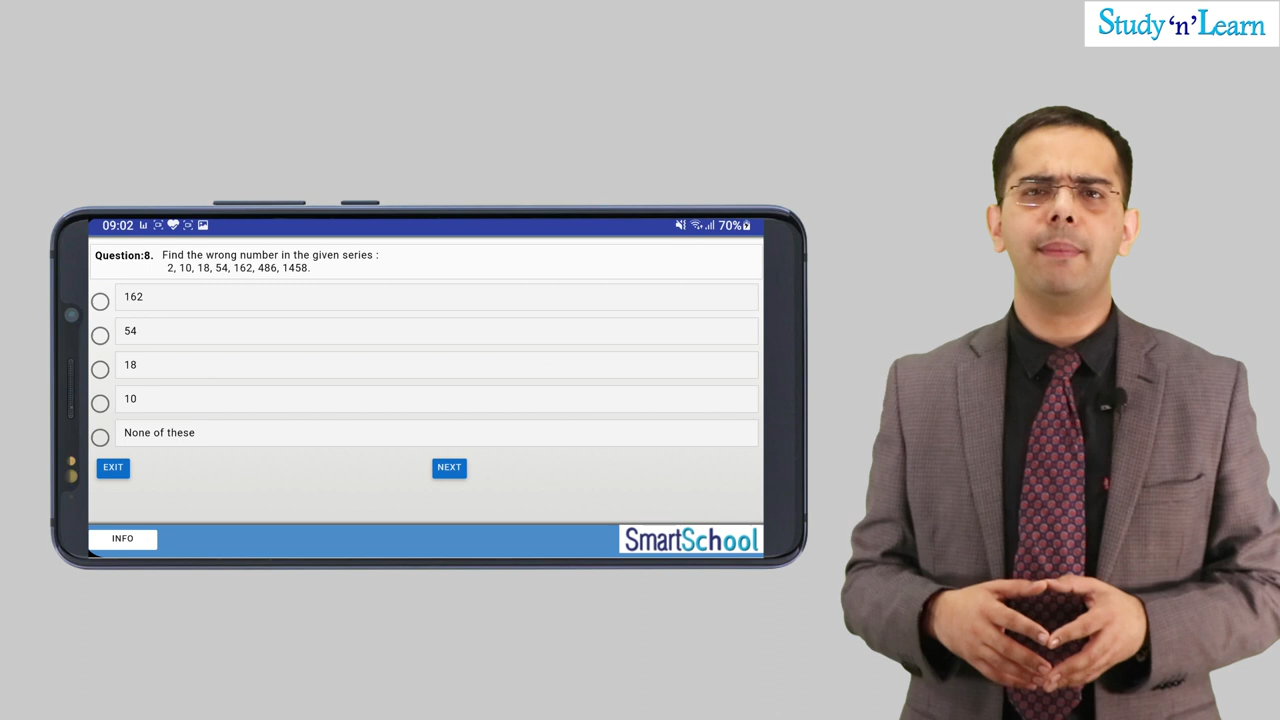 Study 'n' Learn
09:02
70%
Question:8. Find the wrong number in the given series :
2, 10, 18, 54, 162, 486, 1458.
162
54
18
10
None of these
EXIT
NEXT
INFO
SmartSchool